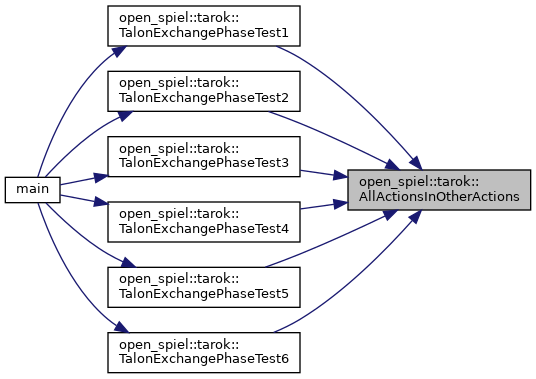 open_spiel::tarok::
TalonExchangePhaseTest1
open_spiel::tarok::
TalonExchangePhaseTest2
open_spiel::tarok::
TalonExchangePhaseTest3
main
open_spiel::tarok::
AllActionsInOtherActions
open_spiel::tarok::
TalonExchangePhaseTest4
open_spiel::tarok::
TalonExchangePhaseTest5
open_spiel::tarok::
TalonExchangePhaseTest6